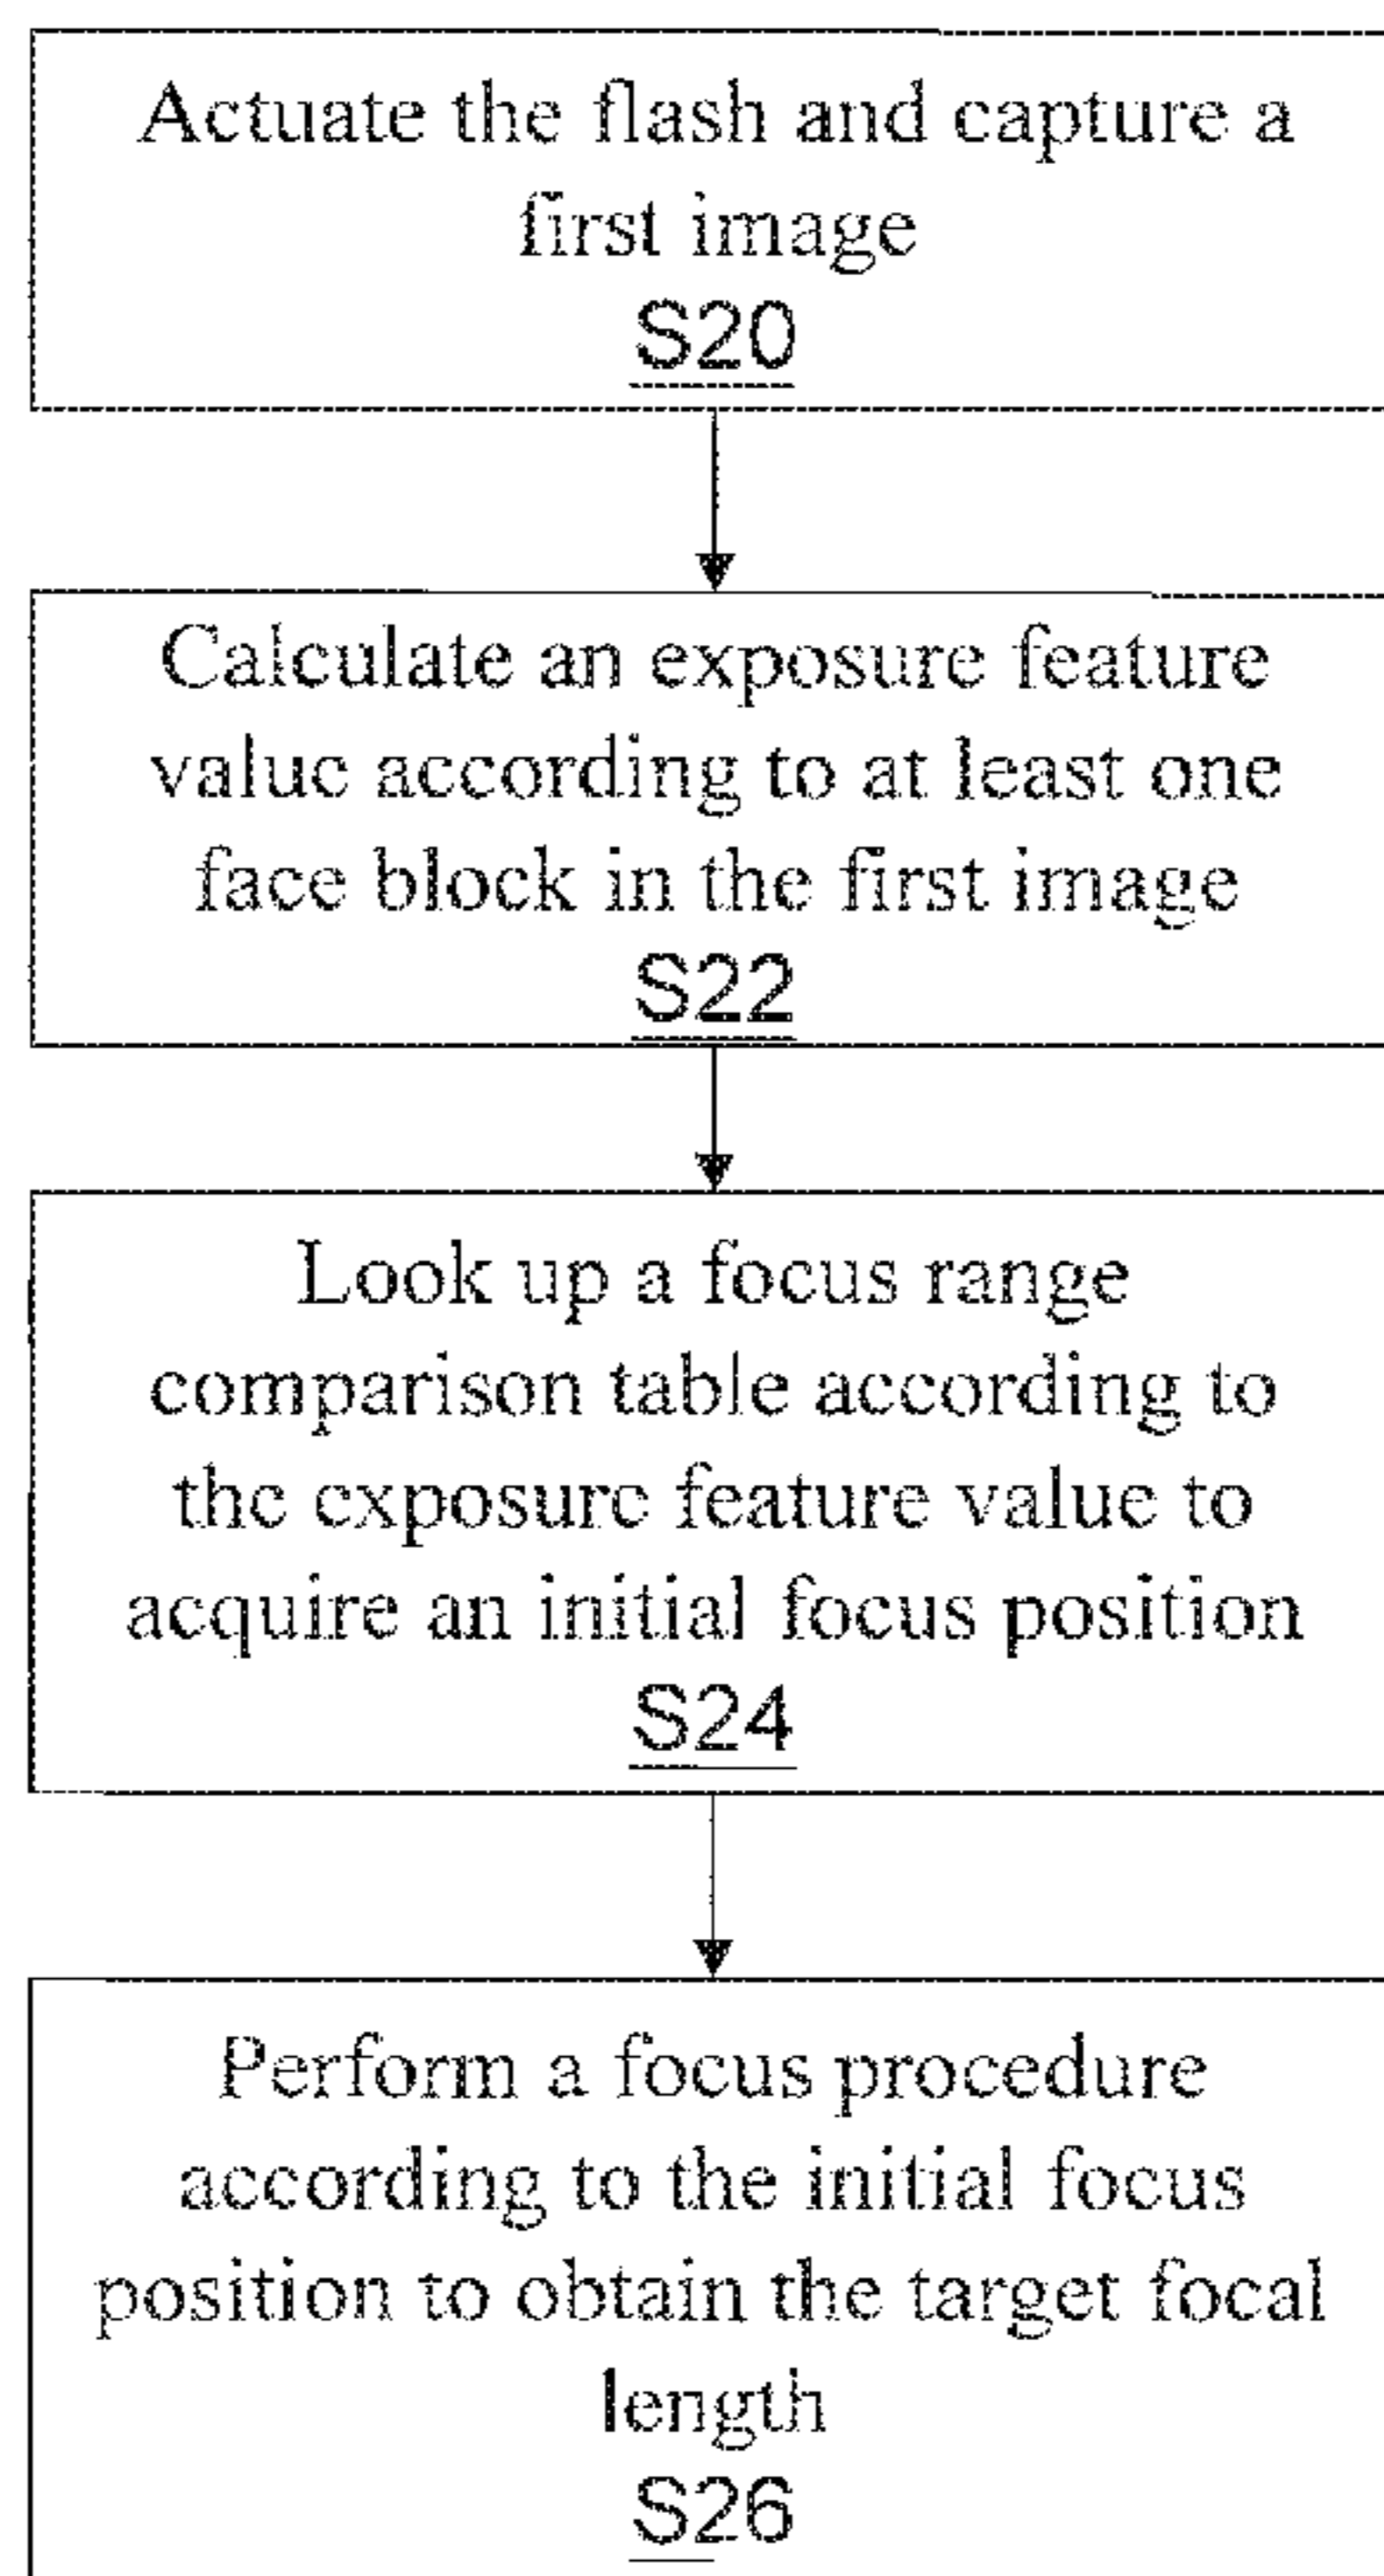 Actuate the flash and capture a
first image
S20
Calculate an exposure feature
value according to at least one
face block in the first image
S22
Look up a focus range
comparison table according to
the exposure feature value to
acquire an initial focus position
S24
Perform a focus procedure
according to the initial focus
position to obtain the target focal
length
S26